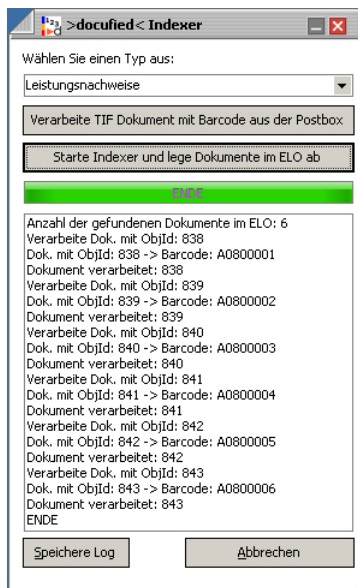 >docufied< Indexer
Wählen Sie einen Typ aus:
Leistungsnachweise
Verarbeite TIF Dokument mit Barcode aus der Postbox
Starte Indexer und lege Dokumente im ELO ab
ENDE
Anzahl der gefundenen Dokumente im ELO: 6
Verarbeite Dok. mit ObjId: 838
Dok. mit ObjId: 838 -> Barcode: A0800001
Dokument verarbeitet: 838
Verarbeite Dok. mit ObjId: 839
Dok. mit ObjId: 839 -> Barcode: A0800002
Dokument verarbeitet: 839
Verarbeite Dok. mit ObjId: 840
Dok. mit ObjId: 840 -> Barcode: A0800003
Dokument verarbeitet: 840
Verarbeite Dok. mit ObjId: 841
Dok. mit ObjId: 841 -> Barcode: A0800004
Dokument verarbeitet: 841
Verarbeite Dok. mit ObjId: 842
Dok. mit ObjId: 842 -> Barcode: A0800005
Dokument verarbeitet: 842
Verarbeite Dok. mit ObjId: 843
Dok. mit ObjId: 843 -> Barcode: A0800006
Dokument verarbeitet: 843
ENDE
Speichere Log
Abbrechen